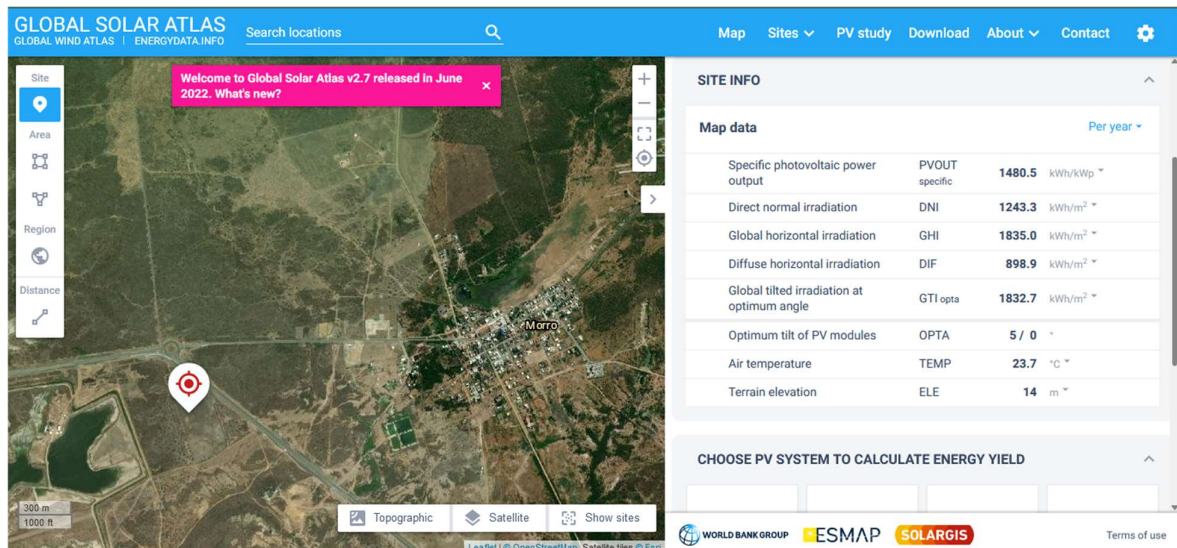 GLOBAL SOLAR ATLAS
GLOBAL WIND ATLAS | ENERGYDATA.INFO
Search locations
Map Sites PV study Download About Contact
Site
Area
Region
Distance
Welcome to Global Solar Atlas v2.7 released in June
2022. What's new?
×
+
−
Morro
300 m
1000 ft
Topographic
Satellite
Show sites
Leaflet | © OpenStreetMap, Satellite tiles © Esri
SITE INFO
Map data Per year
Specific photovoltaic power
output
PVOUT
specific
1480.5 kWh/kWp
Direct normal irradiation DNI 1243.3 kWh/m²
Global horizontal irradiation GHI 1835.0 kWh/m²
Diffuse horizontal irradiation DIF 898.9 kWh/m²
Global tilted irradiation at
optimum angle
GTI opta 1832.7 kWh/m²
Optimum tilt of PV modules OPTA 5 / 0 °
Air temperature TEMP 23.7 °C
Terrain elevation ELE 14 m
CHOOSE PV SYSTEM TO CALCULATE ENERGY YIELD
WORLD BANK GROUP ESMAP SOLARGIS Terms of use